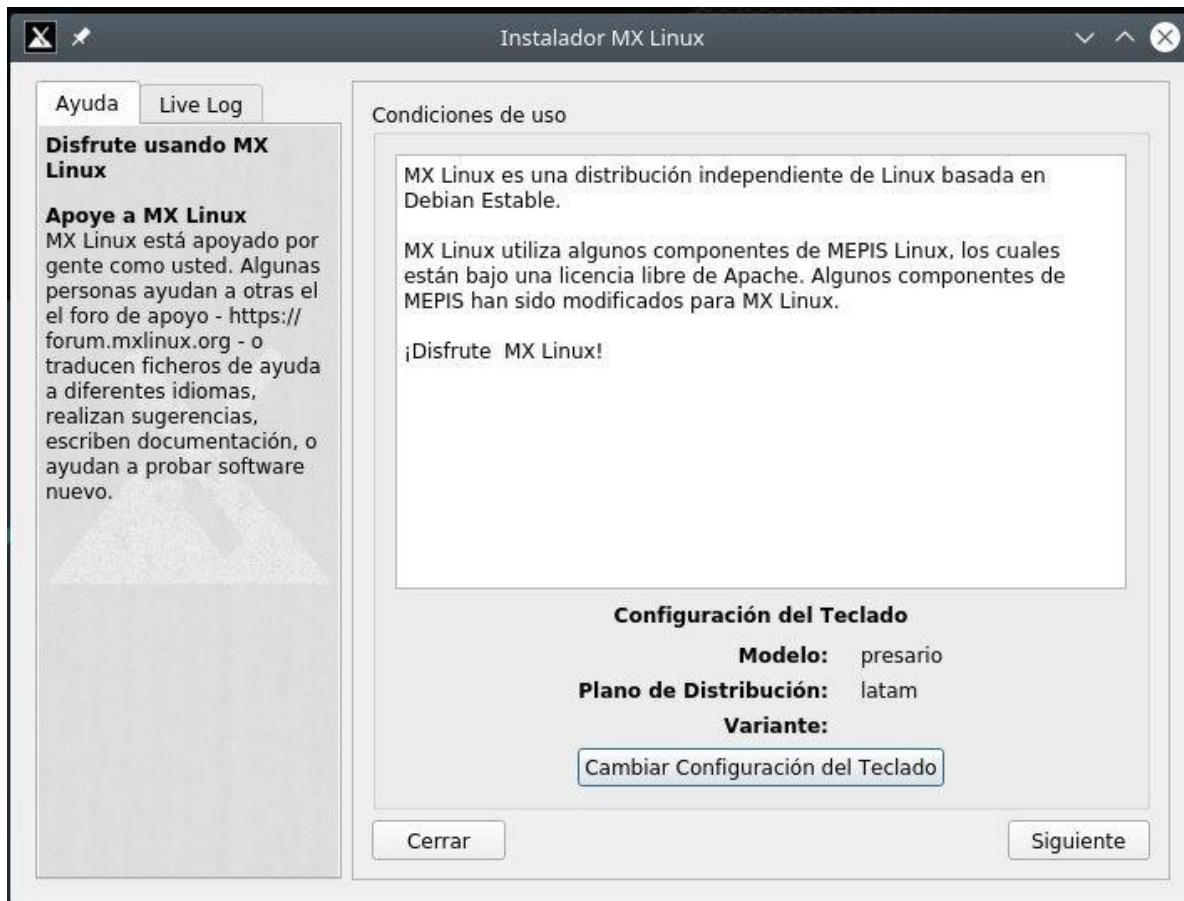 Instalador MX Linux
Ayuda
Live Log
Disfrute usando MX
Linux
Apoye a MX Linux
MX Linux está apoyado por
gente como usted. Algunas
personas ayudan a otras el
el foro de apoyo - https://
forum.mxlinux.org - o
traducen ficheros de ayuda
a diferentes idiomas,
realizan sugerencias,
escriben documentación, o
ayudan a probar software
nuevo.
Condiciones de uso
MX Linux es una distribución independiente de Linux basada en
Debian Estable.
MX Linux utiliza algunos componentes de MEPIS Linux, los cuales
están bajo una licencia libre de Apache. Algunos componentes de
MEPIS han sido modificados para MX Linux.
¡Disfrute  MX Linux!
Configuración del Teclado
Modelo: presario
Plano de Distribución: latam
Variante:
Cambiar Configuración del Teclado
Cerrar
Siguiente